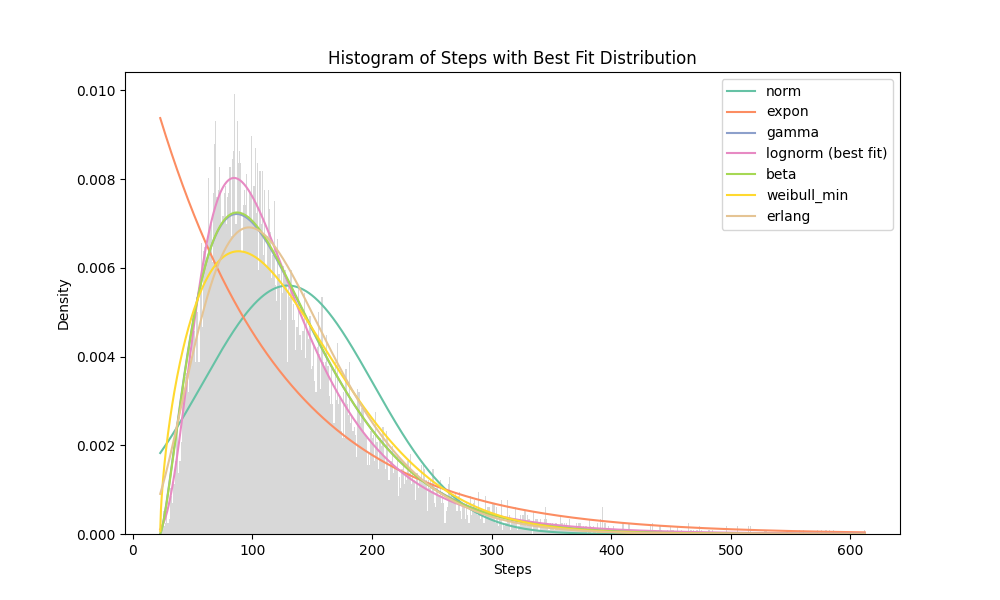 Histogram of Steps with Best Fit Distribution
0.010
0.008
0.006
0.004
0.002
0.000
Density
0 100 200 300 400 500 600
Steps
norm
expon
gamma
lognorm (best fit)
beta
weibull_min
erlang